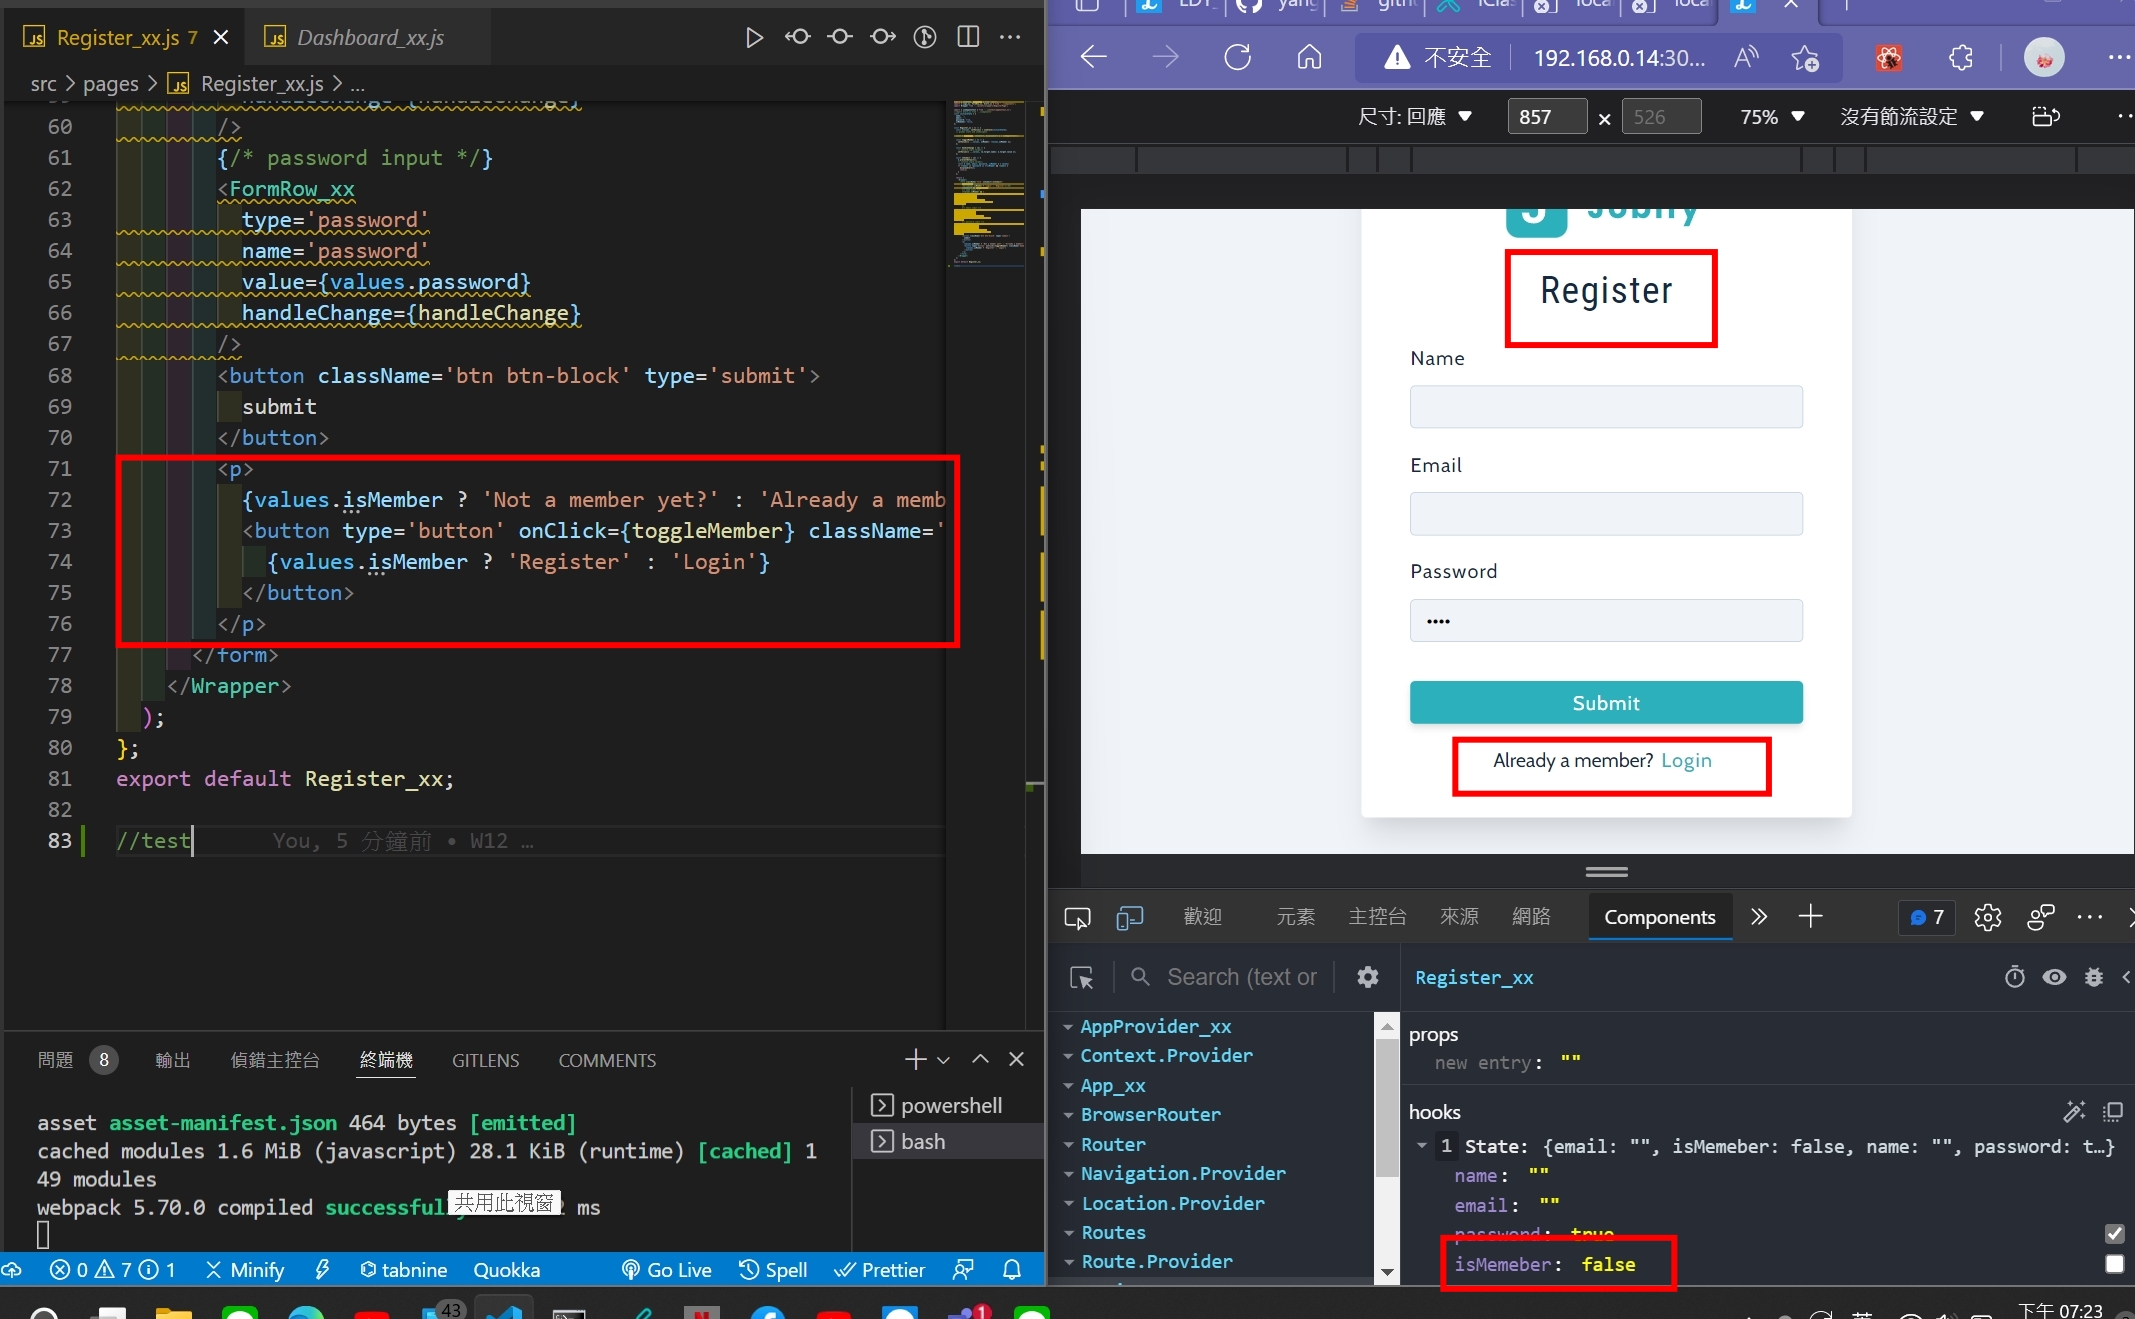 Register_xx.js 7
Dashboard_xx.js
src > pages > Register_xx.js > ...
handleChange={handleChange}
60 />
61 {/* password input */}
62 <FormRow_xx
63 type='password'
64 name='password'
65 value={values.password}
66 handleChange={handleChange}
67 />
68 <button className='btn btn-block' type='submit'>
69 submit
70 </button>
71 <p>
72 {values.isMember ? 'Not a member yet?' : 'Already a memb
73 <button type='button' onClick={toggleMember} className='
74 {values.isMember ? 'Register' : 'Login'}
75 </button>
76 </p>
77 </form>
78 </Wrapper>
79 );
80 };
81 export default Register_xx;
82
83 //test You, 5 分鐘前 • W12 …
問題 8 輸出 偵錯主控台 終端機 GITLENS COMMENTS
asset asset-manifest.json 464 bytes [emitted]
cached modules 1.6 MiB (javascript) 28.1 KiB (runtime) [cached] 1
49 modules
webpack 5.70.0 compiled successfull ms
共用此視窗
powershell
bash
0 7 1 Minify tabnine Quokka Go Live Spell Prettier
不安全 192.168.0.14:30...
尺寸: 回應 857 × 526 75% 沒有節流設定
Jobify
Register
Name
Email
Password
••••
Submit
Already a member? Login
歡迎 元素 主控台 來源 網路 Components 7
Search (text or
AppProvider_xx
Context.Provider
App_xx
BrowserRouter
Router
Navigation.Provider
Location.Provider
Routes
Route.Provider
Register_xx
props
new entry: ""
hooks
1 State: {email: "", isMemeber: false, name: "", password: t…}
name: ""
email: ""
password: true
isMemeber: false
43
1
英
下午 07:23